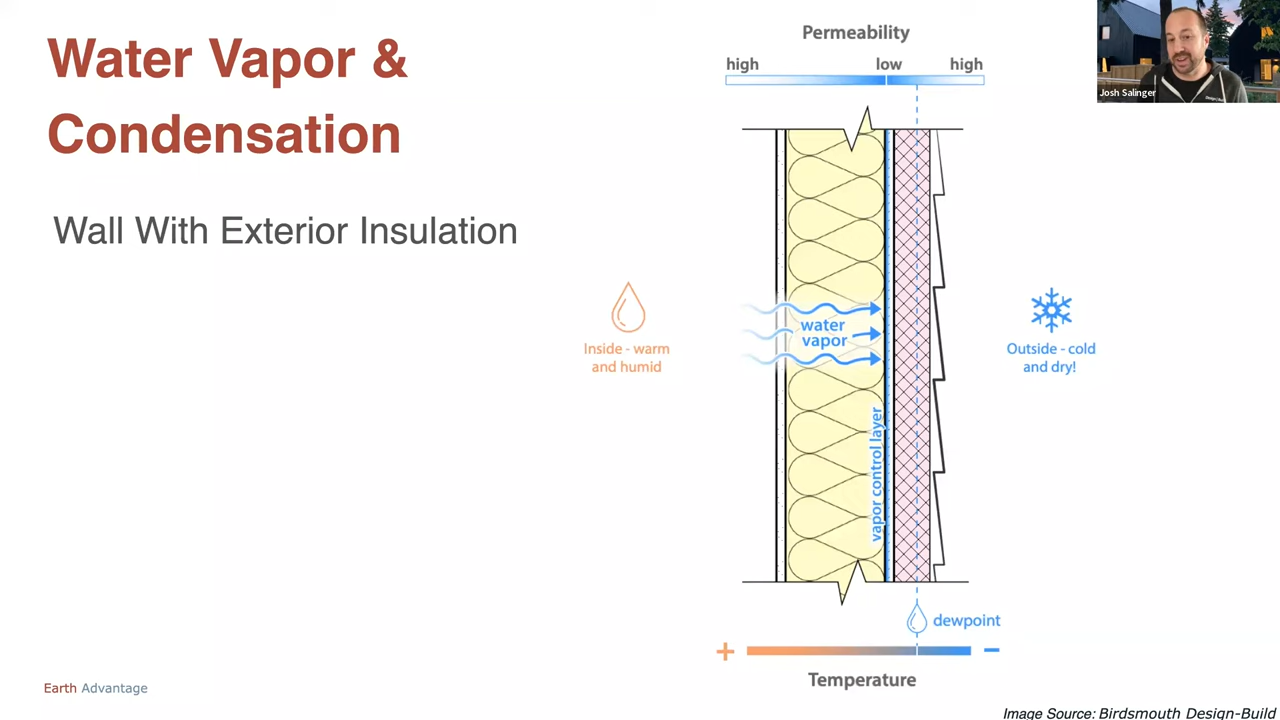 Water Vapor &
Condensation
Wall With Exterior Insulation
Permeability
high low high
Josh Salinger
water
vapor
Inside - warm
and humid
Outside - cold
and dry!
vapor control layer
dewpoint
+ −
Temperature
Earth Advantage
Image Source: Birdsmouth Design-Build